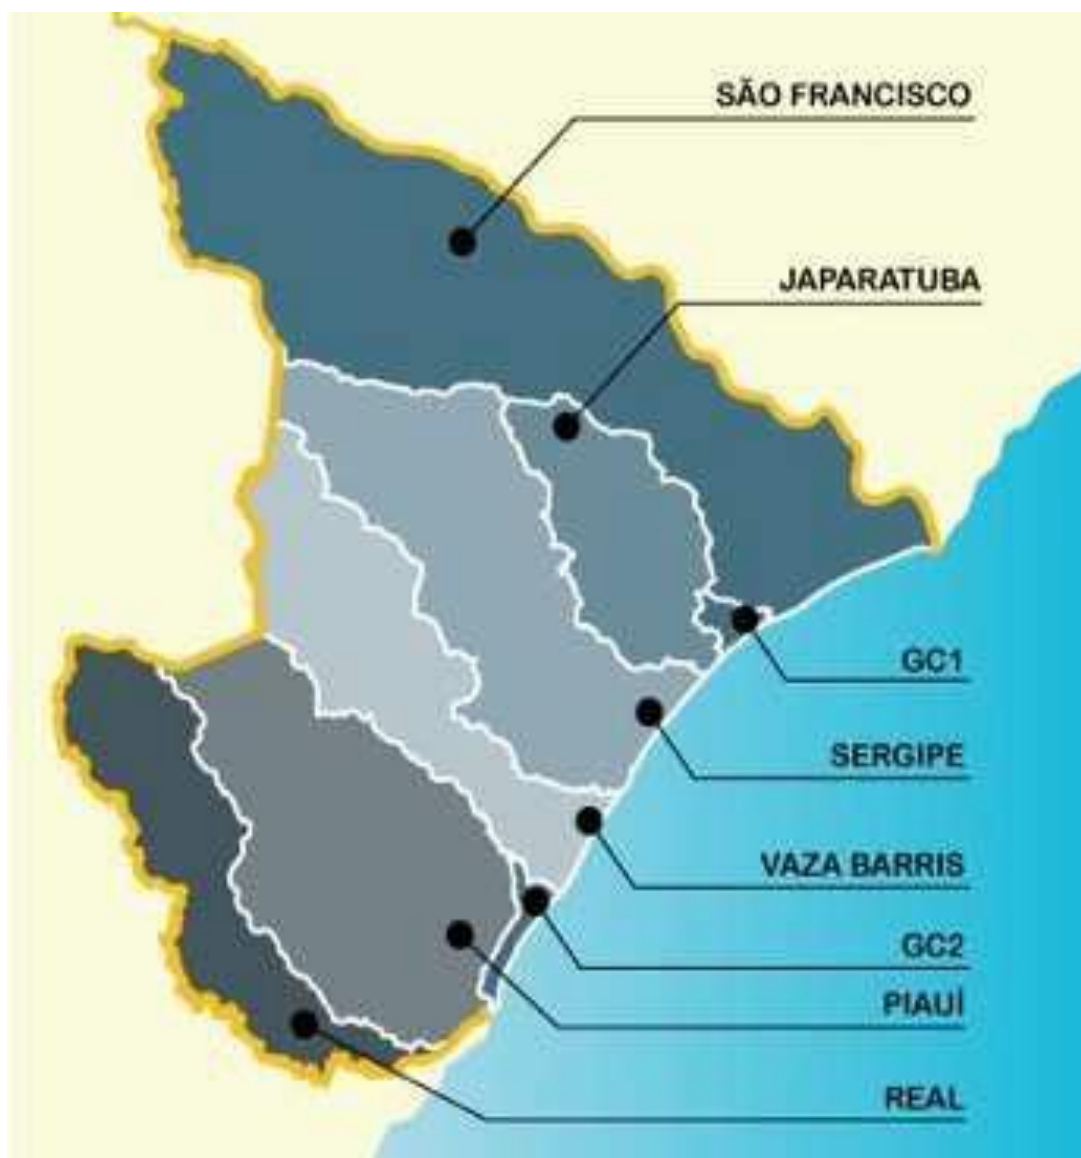 SÃO FRANCISCO
JAPARATUBA
GC1
SERGIPE
VAZA BARRIS
GC2
PIAUÍ
REAL